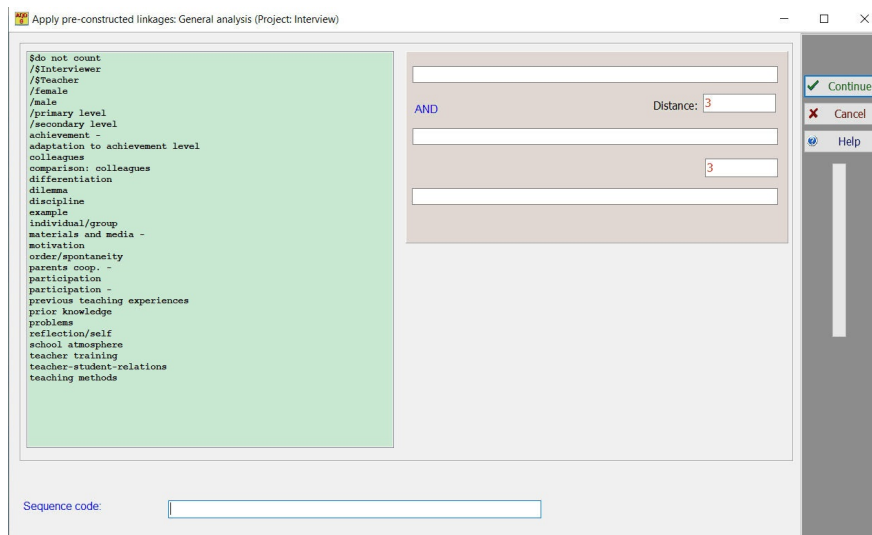 Apply pre-constructed linkages: General analysis (Project: Interview)
$do not count
/$Interviewer
/$Teacher
/female
/male
/primary level
/secondary level
achievement -
adaptation to achievement level
colleagues
comparison: colleagues
differentiation
dilemma
discipline
example
individual/group
materials and media -
motivation
order/spontaneity
parents coop. -
participation
participation -
previous teaching experiences
prior knowledge
problems
reflection/self
school atmosphere
teacher training
teacher-student-relations
teaching methods
AND
Distance: 3
3
Continue
Cancel
Help
Sequence code: